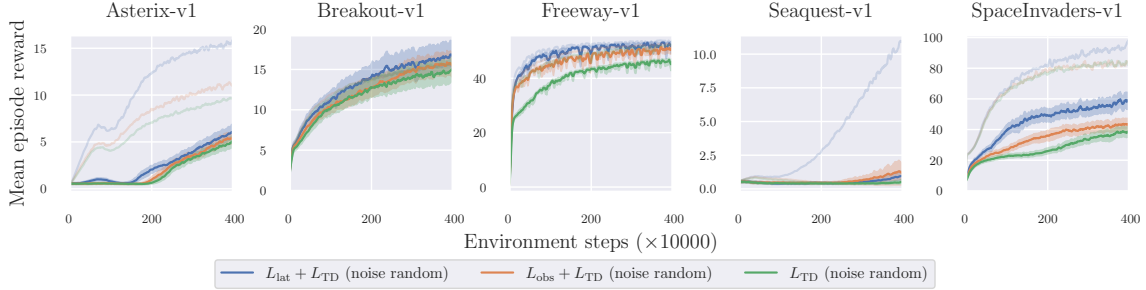 Asterix-v1 Breakout-v1 Freeway-v1 Seaquest-v1 SpaceInvaders-v1
Mean episode reward
15
10
5
0
0 200 400
20
15
10
5
0
0 200 400
40
20
0
0 200 400
10.0
7.5
5.0
2.5
0.0
0 200 400
100
80
60
40
20
0
0 200 400
Environment steps (×10000)
L_lat + L_TD (noise random) L_obs + L_TD (noise random) L_TD (noise random)